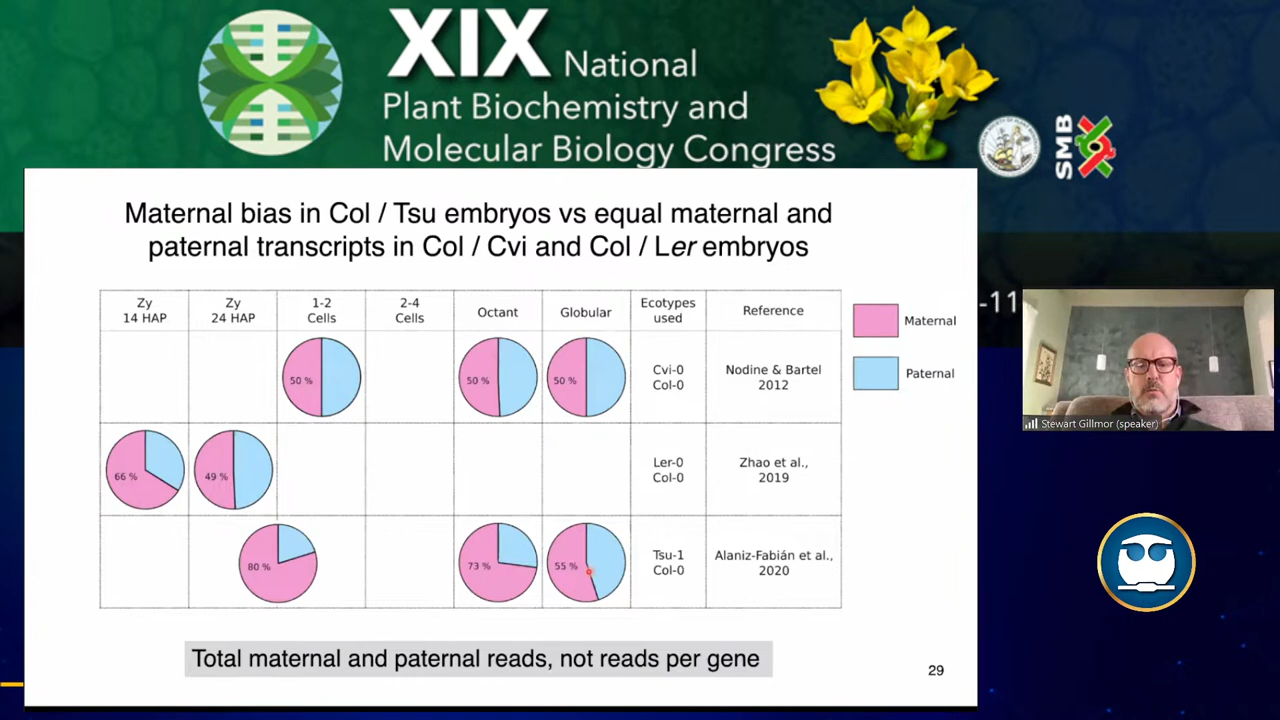 XIX National
Plant Biochemistry and
Molecular Biology Congress
SMB
Maternal bias in Col / Tsu embryos vs equal maternal and
paternal transcripts in Col / Cvi and Col / Ler embryos
Zy
14 HAP
Zy
24 HAP
1-2
Cells
2-4
Cells
Octant
Globular
Ecotypes
used
Reference
50 %
50 %
50 %
Cvi-0
Col-0
Nodine & Bartel
2012
66 %
49 %
Ler-0
Col-0
Zhao et al.,
2019
80 %
73 %
55 %
Tsu-1
Col-0
Alaniz-Fabián et al.,
2020
Maternal
Paternal
Total maternal and paternal reads, not reads per gene
29
-11
Stewart Gillmor (speaker)